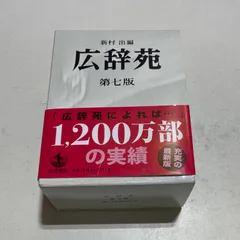 新村 出編
広辞苑
第七版
「広辞苑によれば…
1,200万部
の実績
充実の
最新版